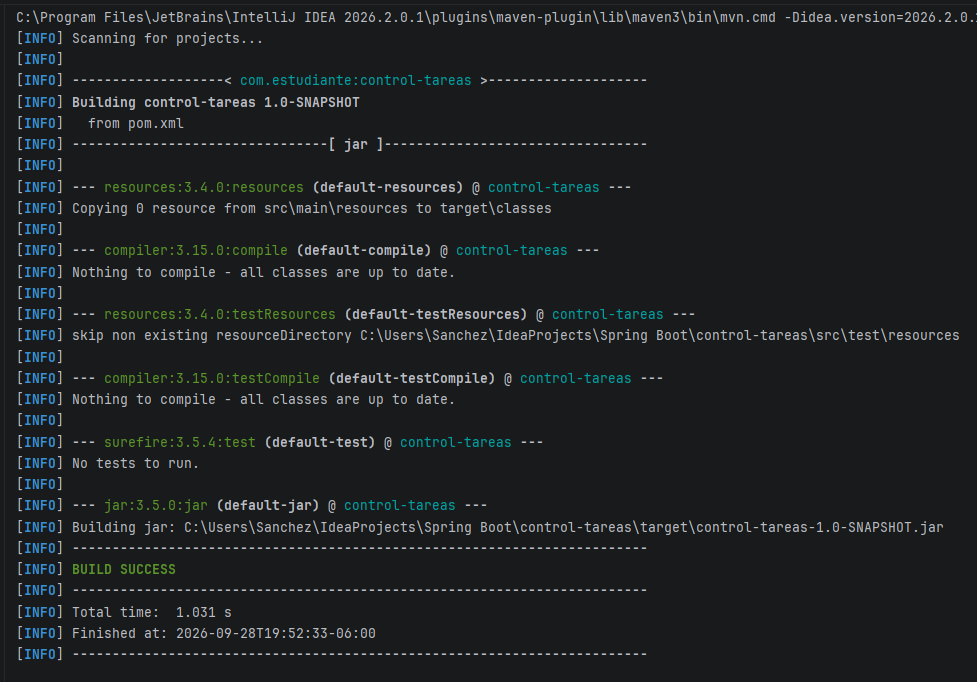 C:\Program Files\JetBrains\IntelliJ IDEA 2026.2.0.1\plugins\maven-plugin\lib\maven3\bin\mvn.cmd -Didea.version=2026.2.0.
[INFO] Scanning for projects...
[INFO]
[INFO] -------------------< com.estudiante:control-tareas >--------------------
[INFO] Building control-tareas 1.0-SNAPSHOT
[INFO]   from pom.xml
[INFO] --------------------------------[ jar ]---------------------------------
[INFO]
[INFO] --- resources:3.4.0:resources (default-resources) @ control-tareas ---
[INFO] Copying 0 resource from src\main\resources to target\classes
[INFO]
[INFO] --- compiler:3.15.0:compile (default-compile) @ control-tareas ---
[INFO] Nothing to compile - all classes are up to date.
[INFO]
[INFO] --- resources:3.4.0:testResources (default-testResources) @ control-tareas ---
[INFO] skip non existing resourceDirectory C:\Users\Sanchez\IdeaProjects\Spring Boot\control-tareas\src\test\resources
[INFO]
[INFO] --- compiler:3.15.0:testCompile (default-testCompile) @ control-tareas ---
[INFO] Nothing to compile - all classes are up to date.
[INFO]
[INFO] --- surefire:3.5.4:test (default-test) @ control-tareas ---
[INFO] No tests to run.
[INFO]
[INFO] --- jar:3.5.0:jar (default-jar) @ control-tareas ---
[INFO] Building jar: C:\Users\Sanchez\IdeaProjects\Spring Boot\control-tareas\target\control-tareas-1.0-SNAPSHOT.jar
[INFO] ------------------------------------------------------------------------
[INFO] BUILD SUCCESS
[INFO] ------------------------------------------------------------------------
[INFO] Total time:  1.031 s
[INFO] Finished at: 2026-09-28T19:52:33-06:00
[INFO] ------------------------------------------------------------------------